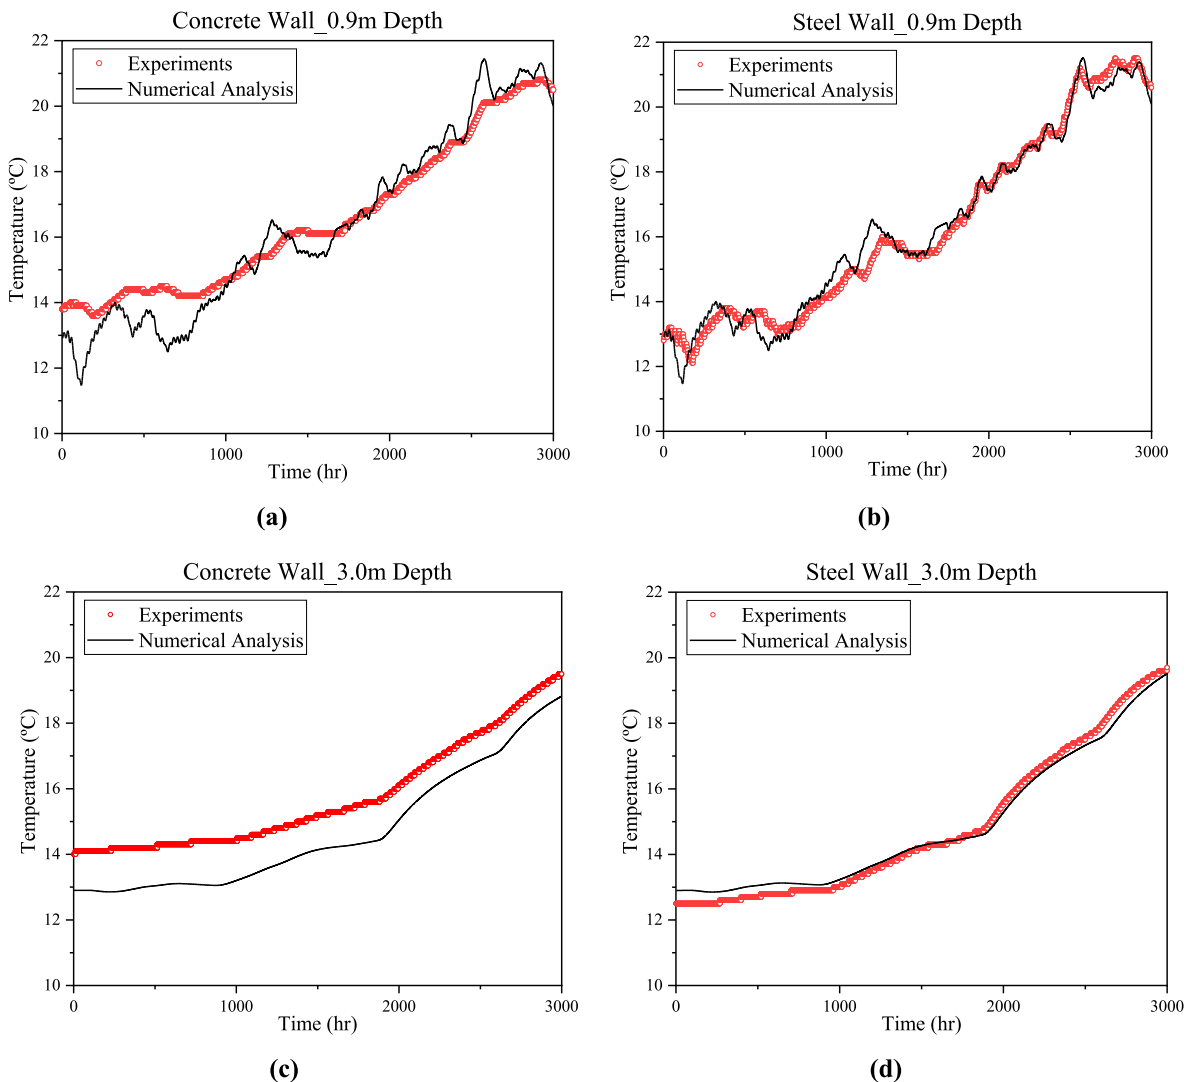 Concrete Wall_0.9m Depth
Experiments
Numerical Analysis
22
20
18
16
14
12
10
Temperature (ºC)
0
1000
2000
3000
Time (hr)
(a)
Steel Wall_0.9m Depth
Experiments
Numerical Analysis
22
20
18
16
14
12
10
Temperature (ºC)
0
1000
2000
3000
Time (hr)
(b)
Concrete Wall_3.0m Depth
Experiments
Numerical Analysis
22
20
18
16
14
12
10
Temperature (ºC)
0
1000
2000
3000
Time (hr)
(c)
Steel Wall_3.0m Depth
Experiments
Numerical Analysis
22
20
18
16
14
12
10
Temperature (ºC)
0
1000
2000
3000
Time (hr)
(d)